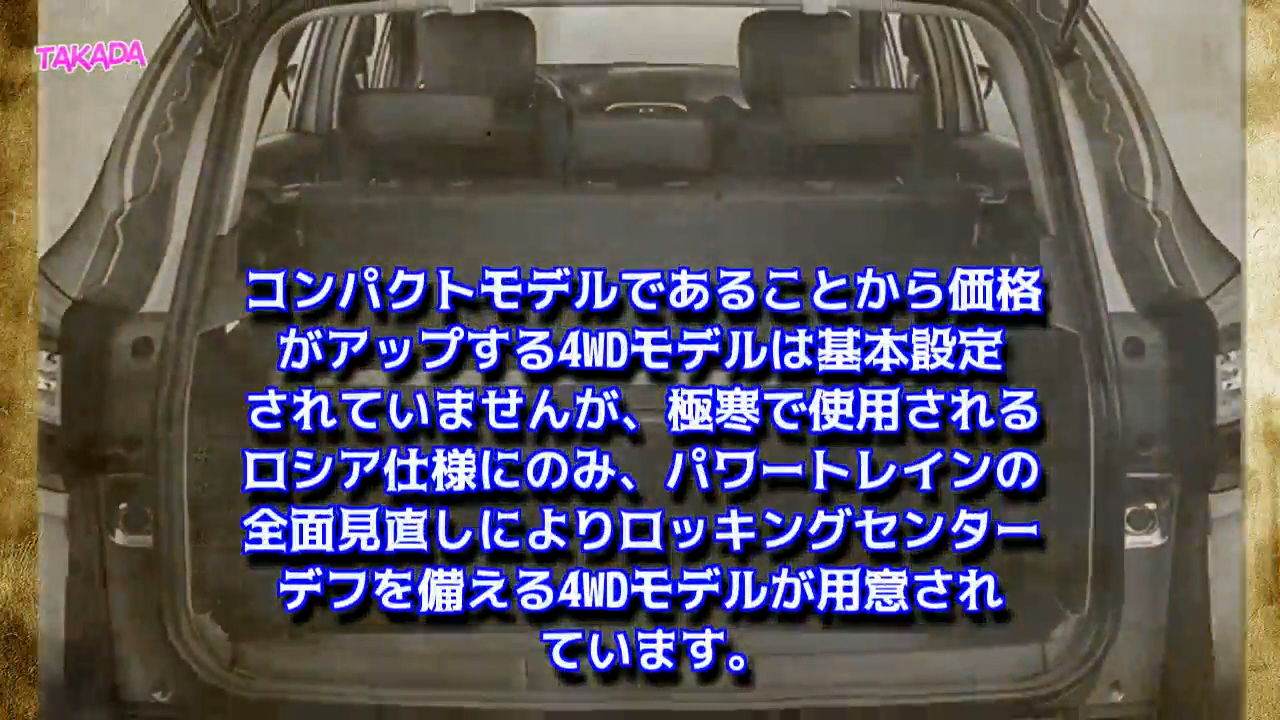 TAKADA
コンパクトモデルであることから価格
がアップする4WDモデルは基本設定
されていませんが、極寒で使用される
ロシア仕様にのみ、パワートレインの
全面見直しによりロッキングセンター
デフを備える4WDモデルが用意され
ています。